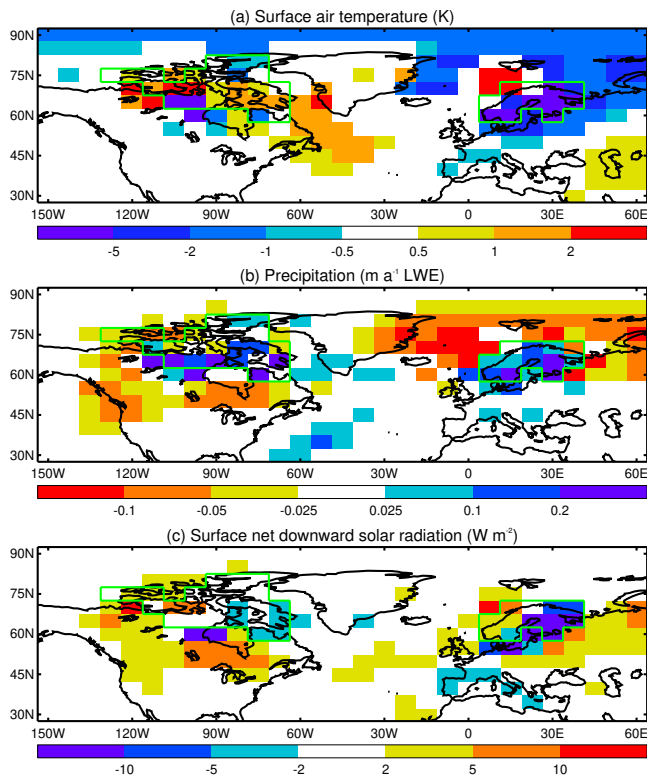 (a) Surface air temperature (K)
90N
75N
60N
45N
30N
150W 120W 90W 60W 30W 0 30E 60E
-5 -2 -1 -0.5 0.5 1 2
(b) Precipitation (m a⁻¹ LWE)
90N
75N
60N
45N
30N
150W 120W 90W 60W 30W 0 30E 60E
-0.1 -0.05 -0.025 0.025 0.1 0.2
(c) Surface net downward solar radiation (W m⁻²)
90N
75N
60N
45N
30N
150W 120W 90W 60W 30W 0 30E 60E
-10 -5 -2 2 5 10